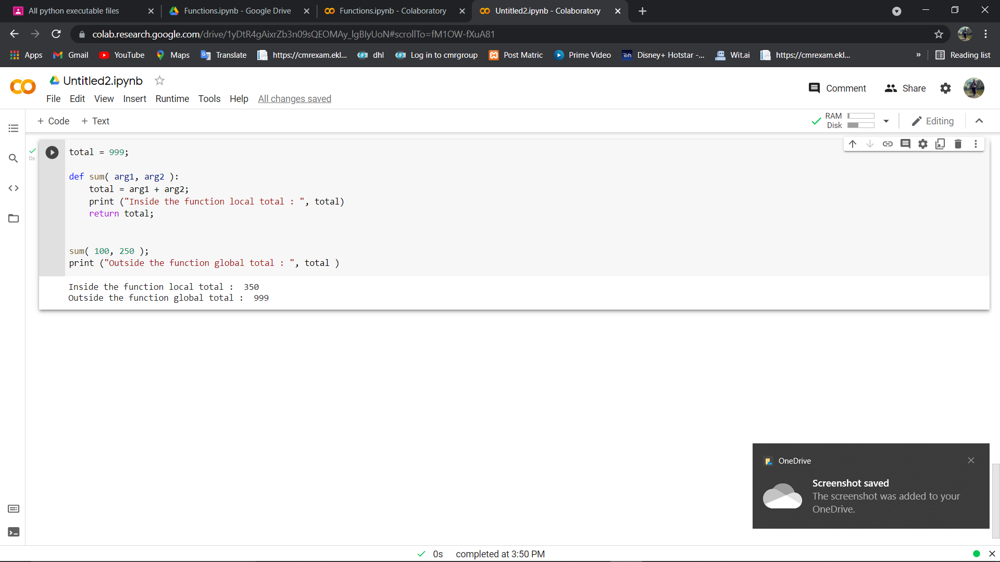 All python executable files
Functions.ipynb - Google Drive
Functions.ipynb - Colaboratory
Untitled2.ipynb - Colaboratory
colab.research.google.com/drive/1yDtR4gAixrZb3n09sQEOMAy_lgBlyUoN#scrollTo=fM1OW-fXuA81
Apps Gmail YouTube Maps Translate https://cmrexam.ekl... dhl Log in to cmrgroup Post Matric Prime Video Disney+ Hotstar -... Wit.ai https://cmrexam.ekl... » Reading list
Untitled2.ipynb
Comment Share
File Edit View Insert Runtime Tools Help All changes saved
+ Code + Text
RAM
Disk
Editing
0s
total = 999;
def sum( arg1, arg2 ):
    total = arg1 + arg2;
    print ("Inside the function local total : ", total)
    return total;
sum( 100, 250 );
print ("Outside the function global total : ", total )
Inside the function local total :  350
Outside the function global total :  999
OneDrive
Screenshot saved
The screenshot was added to your
OneDrive.
0s completed at 3:50 PM